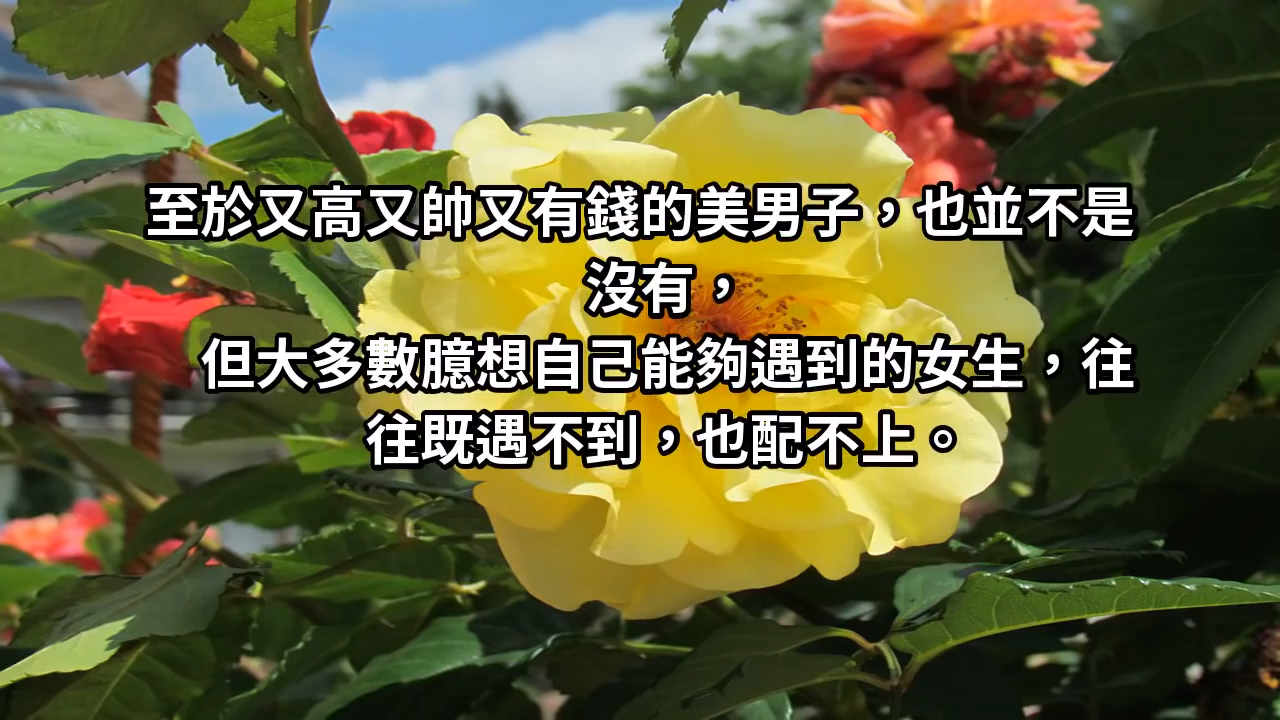 至於又高又帥又有錢的美男子，也並不是
沒有，
但大多數臆想自己能夠遇到的女生，往
往既遇不到，也配不上。